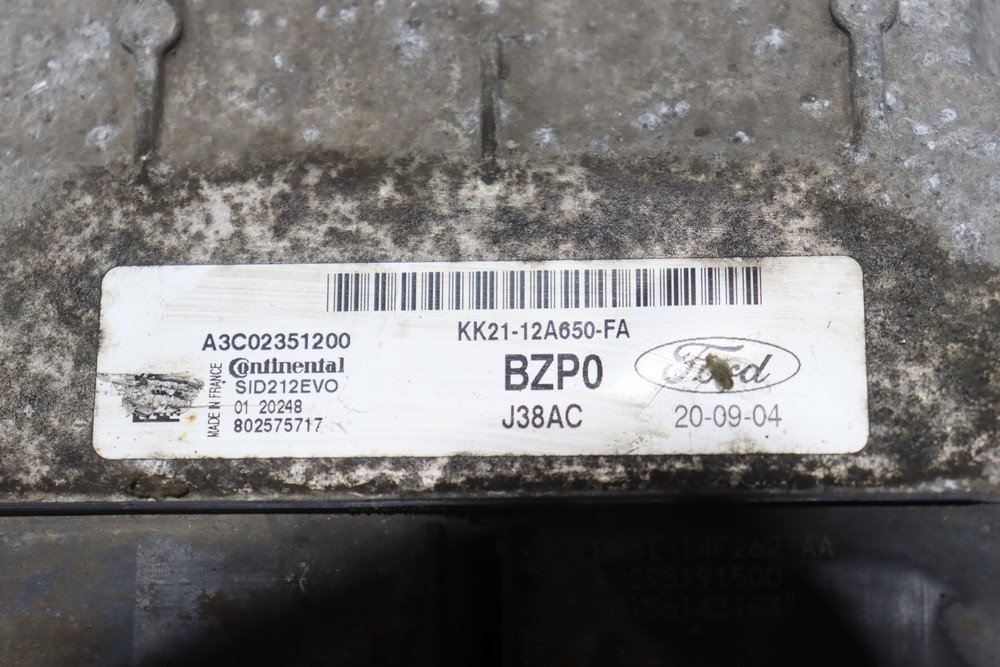 A3C02351200
Continental
SID212EVO
01 20248
802575717
MADE IN FRANCE
KK21-12A650-FA
BZP0
J38AC
Ford
20-09-04